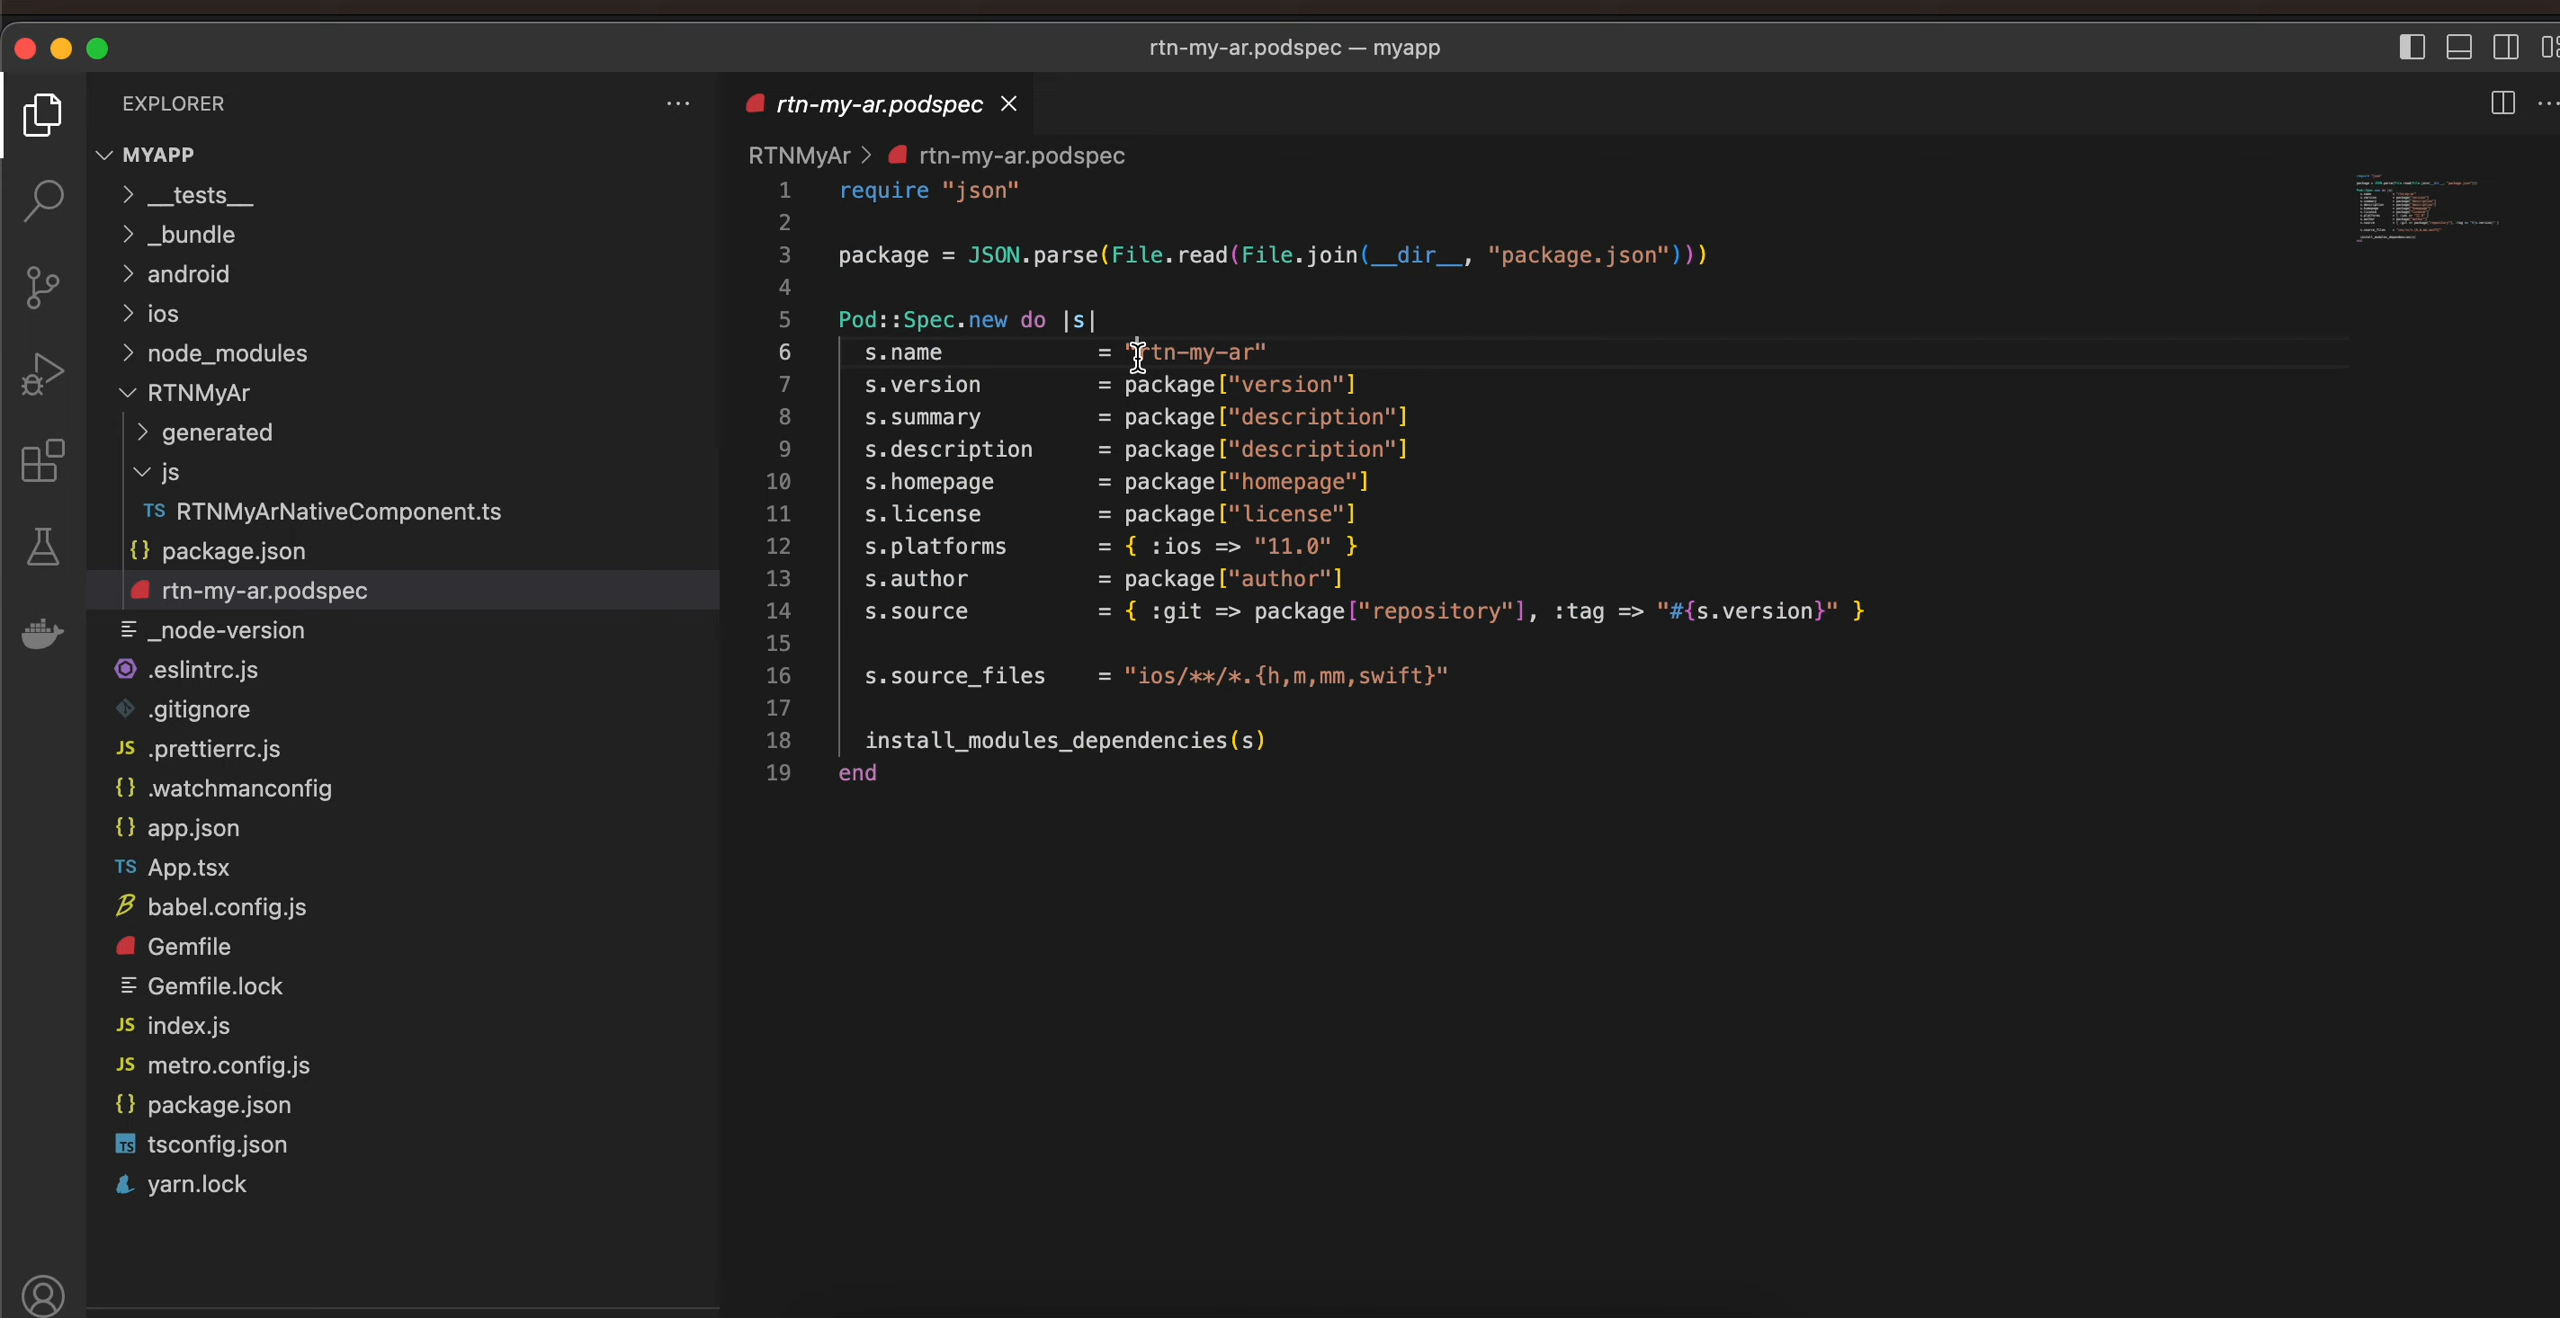 rtn-my-ar.podspec — myapp
EXPLORER
MYAPP
__tests__
_bundle
android
ios
node_modules
RTNMyAr
generated
js
TS RTNMyArNativeComponent.ts
{} package.json
rtn-my-ar.podspec
_node-version
.eslintrc.js
.gitignore
JS .prettierrc.js
{} .watchmanconfig
{} app.json
TS App.tsx
babel.config.js
Gemfile
Gemfile.lock
JS index.js
JS metro.config.js
{} package.json
TS tsconfig.json
yarn.lock
rtn-my-ar.podspec
RTNMyAr > rtn-my-ar.podspec
1 require "json"
2
3 package = JSON.parse(File.read(File.join(__dir__, "package.json")))
4
5 Pod::Spec.new do |s|
6 s.name = "rtn-my-ar"
7 s.version = package["version"]
8 s.summary = package["description"]
9 s.description = package["description"]
10 s.homepage = package["homepage"]
11 s.license = package["license"]
12 s.platforms = { :ios => "11.0" }
13 s.author = package["author"]
14 s.source = { :git => package["repository"], :tag => "#{s.version}" }
15
16 s.source_files = "ios/**/*.{h,m,mm,swift}"
17
18 install_modules_dependencies(s)
19 end